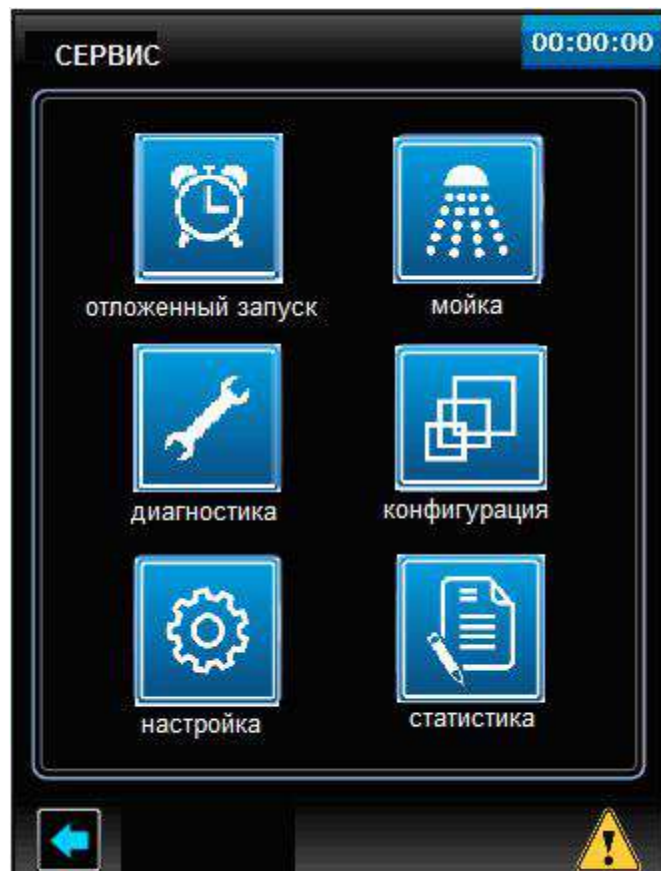 СЕРВИС
00:00:00
отложенный запуск
мойка
диагностика
конфигурация
настройка
статистика